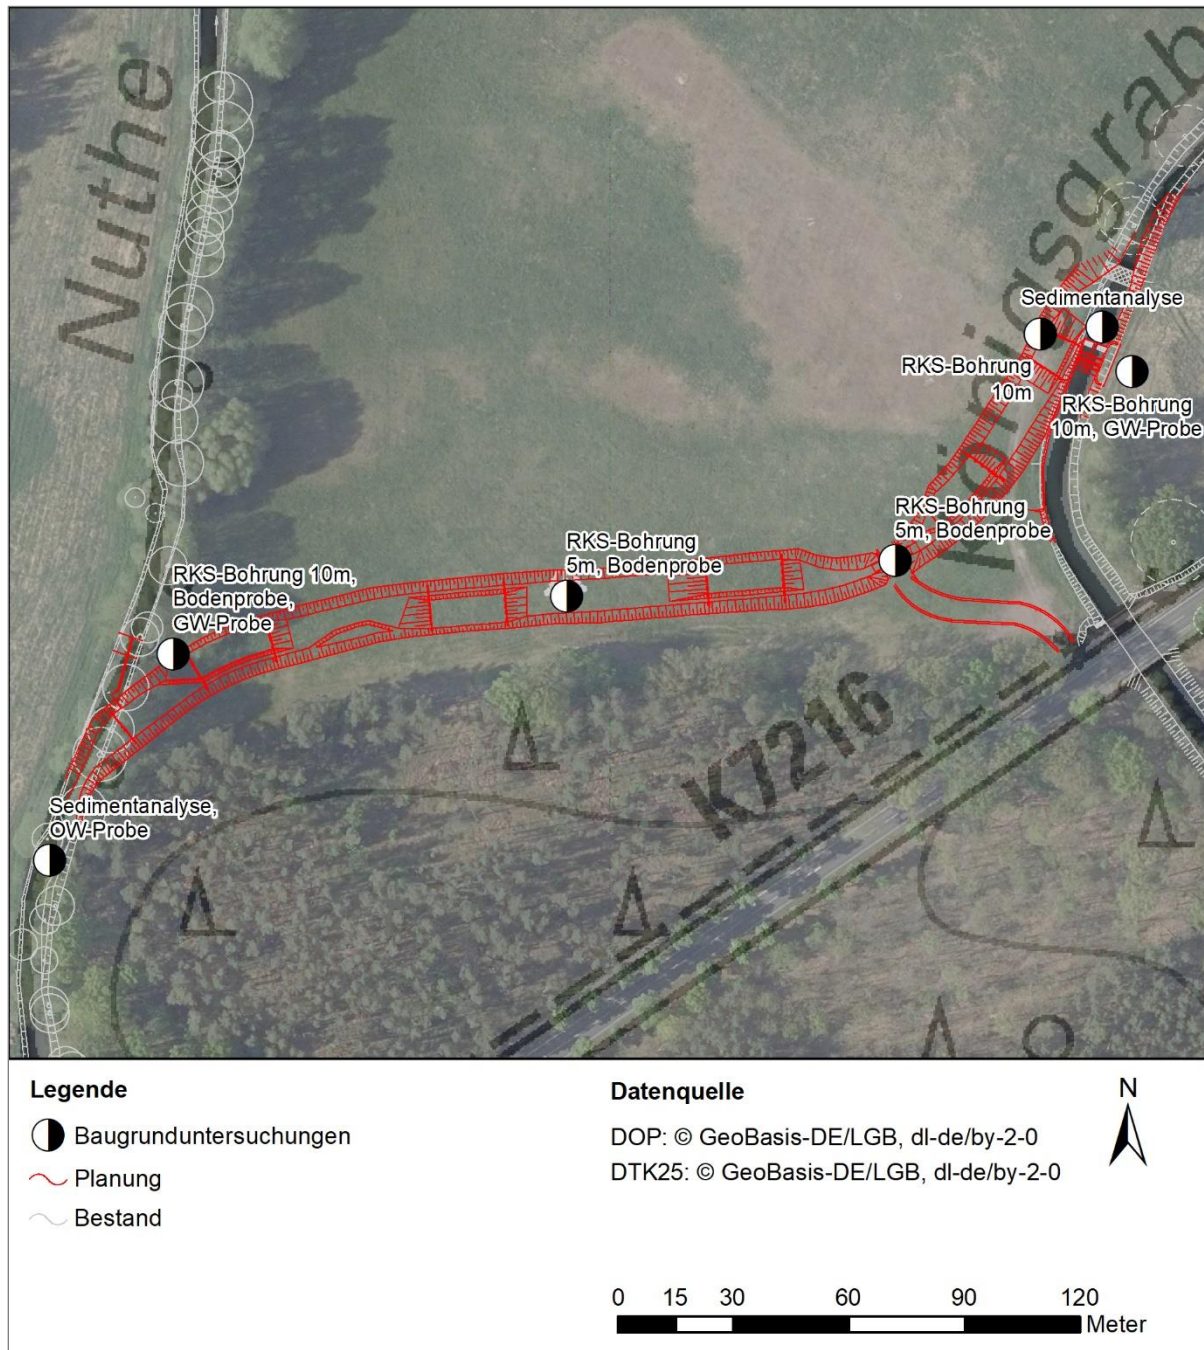 Nuthe
Königsgrab
Sedimentanalyse
RKS-Bohrung
10m
RKS-Bohrung
10m, GW-Probe
RKS-Bohrung
5m, Bodenprobe
RKS-Bohrung
5m, Bodenprobe
RKS-Bohrung 10m,
Bodenprobe,
GW-Probe
K7216
Sedimentanalyse,
OW-Probe
Legende
Baugrunduntersuchungen
Planung
Bestand
Datenquelle
DOP: © GeoBasis-DE/LGB, dl-de/by-2-0
DTK25: © GeoBasis-DE/LGB, dl-de/by-2-0
N
0 15 30 60 90 120
Meter